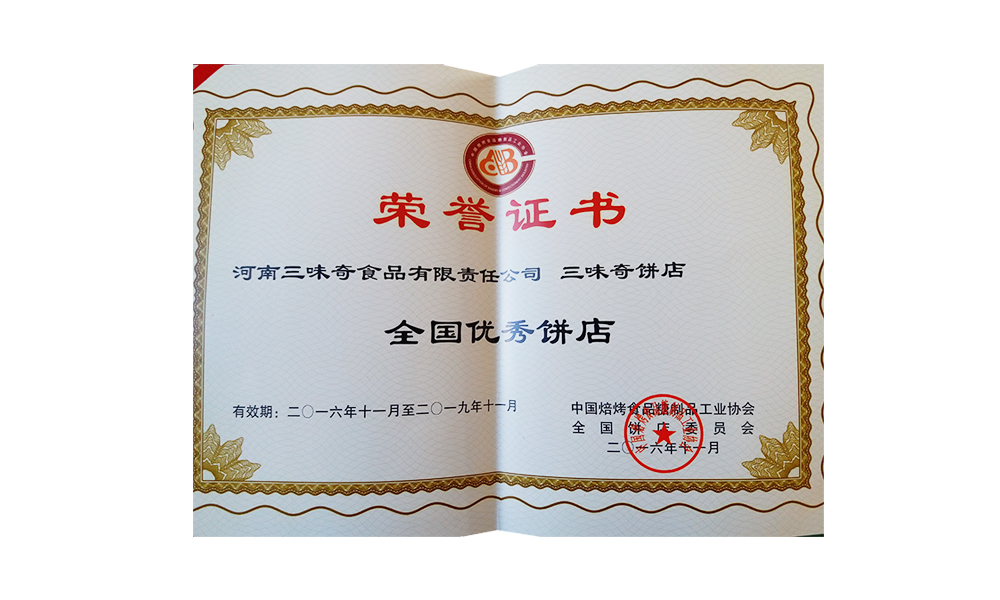 荣誉证书
河南三味奇食品有限责任公司 三味奇饼店
全国优秀饼店
有效期：二〇一六年十一月至二〇一九年十一月
中国焙烤食品糖制品工业协会
全国饼店委员会
二〇一六年十一月